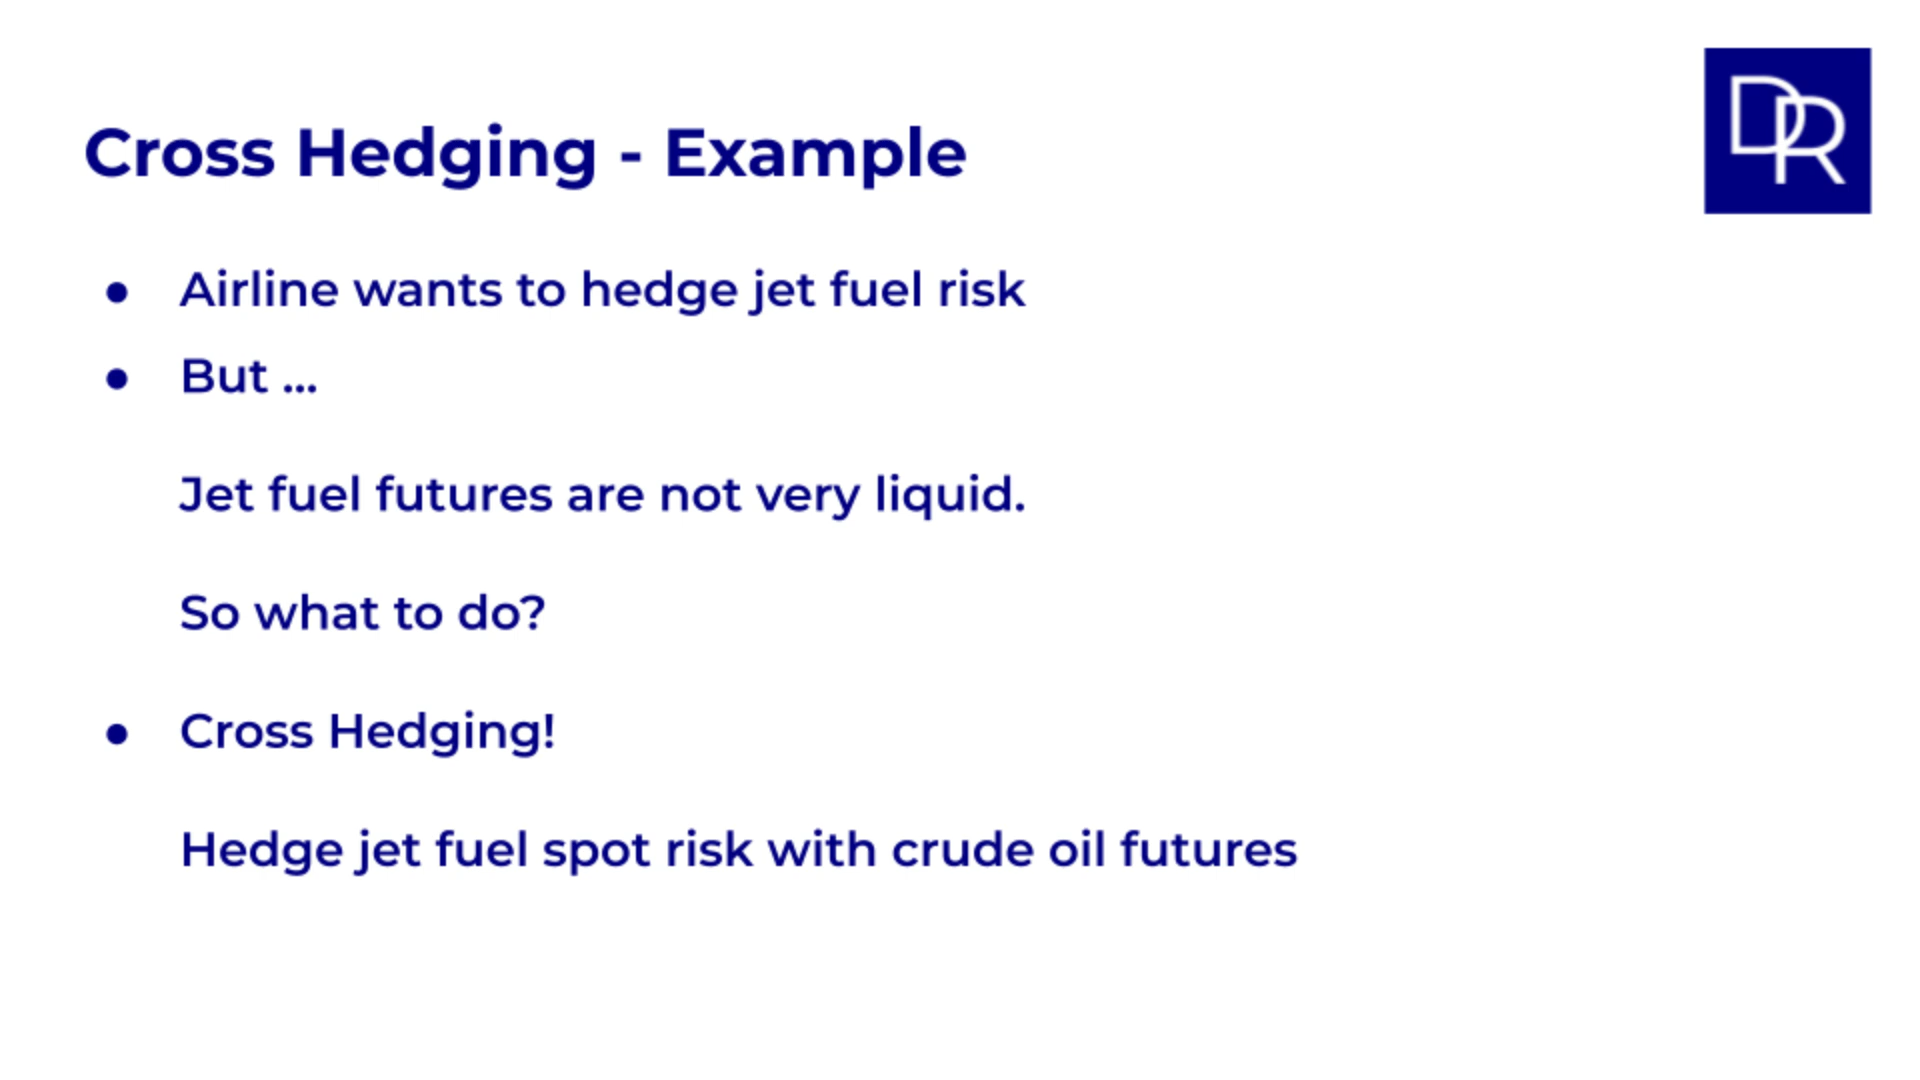 DR
Cross Hedging - Example
● Airline wants to hedge jet fuel risk
● But ...
Jet fuel futures are not very liquid.
So what to do?
● Cross Hedging!
Hedge jet fuel spot risk with crude oil futures